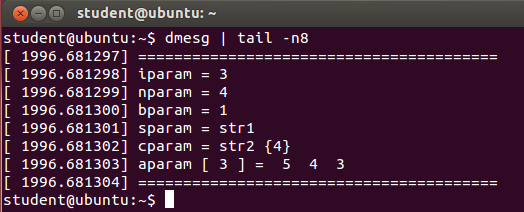 student@ubuntu: ~
student@ubuntu:~$ dmesg | tail -n8
[ 1996.681297] ========================================
[ 1996.681298] iparam = 3
[ 1996.681299] nparam = 4
[ 1996.681300] bparam = 1
[ 1996.681301] sparam = str1
[ 1996.681302] cparam = str2 {4}
[ 1996.681303] aparam [ 3 ] =  5  4  3
[ 1996.681304] ========================================
student@ubuntu:~$